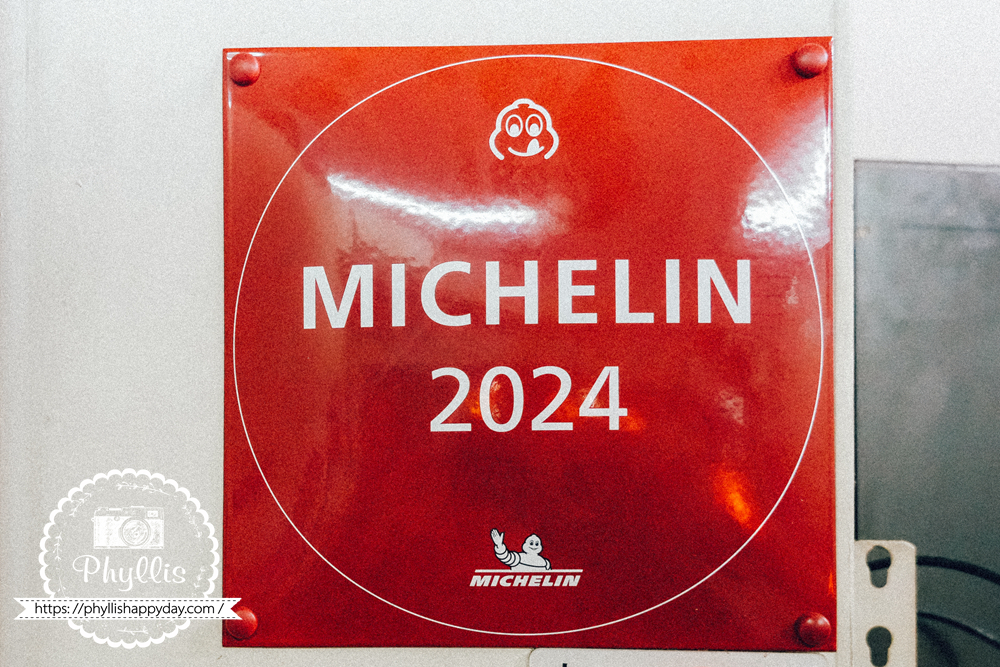 MICHELIN
2024
MICHELIN
Phyllis
https://phyllishappyday.com/